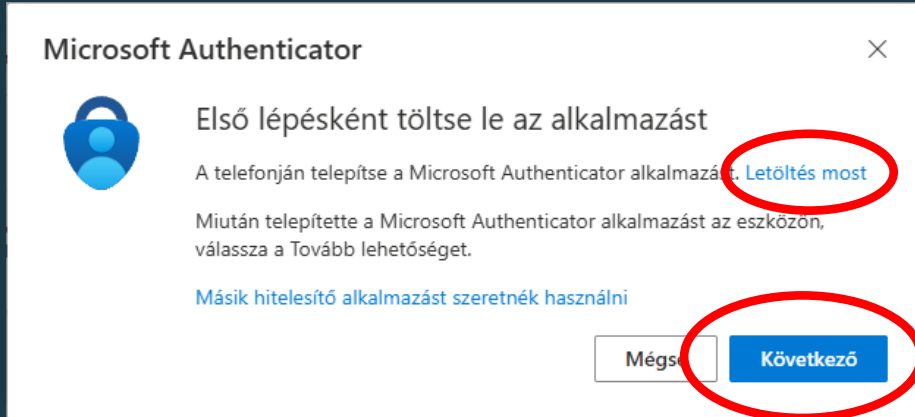 Microsoft Authenticator
Első lépésként töltse le az alkalmazást
A telefonján telepítse a Microsoft Authenticator alkalmazást. Letöltés most
Miután telepítette a Microsoft Authenticator alkalmazást az eszközön,
válassza a Tovább lehetőséget.
Másik hitelesítő alkalmazást szeretnék használni
Mégse Következő